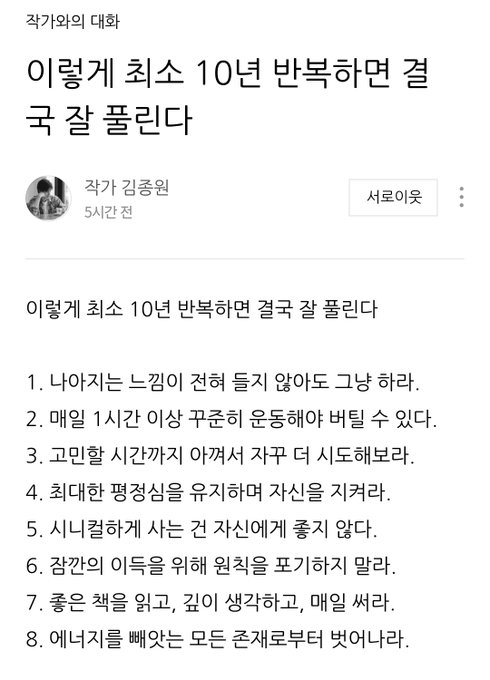 작가와의 대화
이렇게 최소 10년 반복하면 결
국 잘 풀린다
작가 김종원
5시간 전
서로이웃
이렇게 최소 10년 반복하면 결국 잘 풀린다
1. 나아지는 느낌이 전혀 들지 않아도 그냥 하라.
2. 매일 1시간 이상 꾸준히 운동해야 버틸 수 있다.
3. 고민할 시간까지 아껴서 자꾸 더 시도해보라.
4. 최대한 평정심을 유지하며 자신을 지켜라.
5. 시니컬하게 사는 건 자신에게 좋지 않다.
6. 잠깐의 이득을 위해 원칙을 포기하지 말라.
7. 좋은 책을 읽고, 깊이 생각하고, 매일 써라.
8. 에너지를 빼앗는 모든 존재로부터 벗어나라.